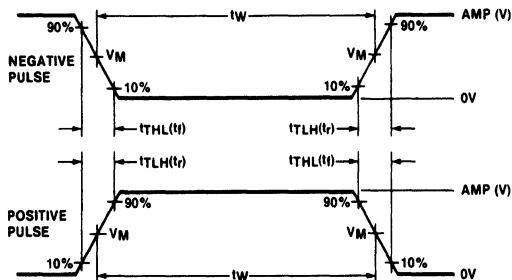 tW
AMP (V)
90% 90%
NEGATIVE
PULSE
VM VM
10% 10%
0V
tTHL(tf) tTLH(tr)
tTLH(tr) tTHL(tf)
AMP (V)
90% 90%
POSITIVE
PULSE
VM VM
10% 10%
tW
0V